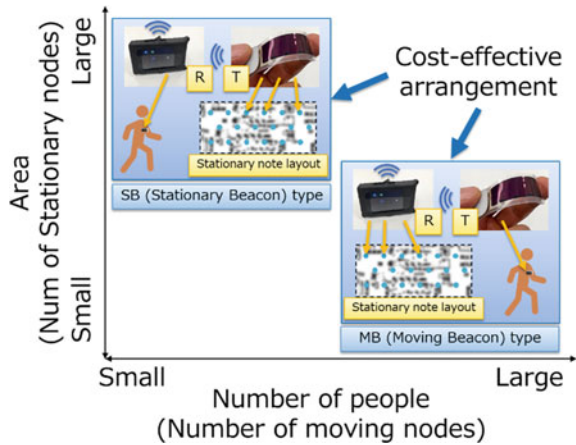 Area
(Num of Stationary nodes)
Large
Small
R
T
Stationary note layout
SB (Stationary Beacon) type
Cost-effective
arrangement
R
T
Stationary note layout
MB (Moving Beacon) type
Small
Large
Number of people
(Number of moving nodes)